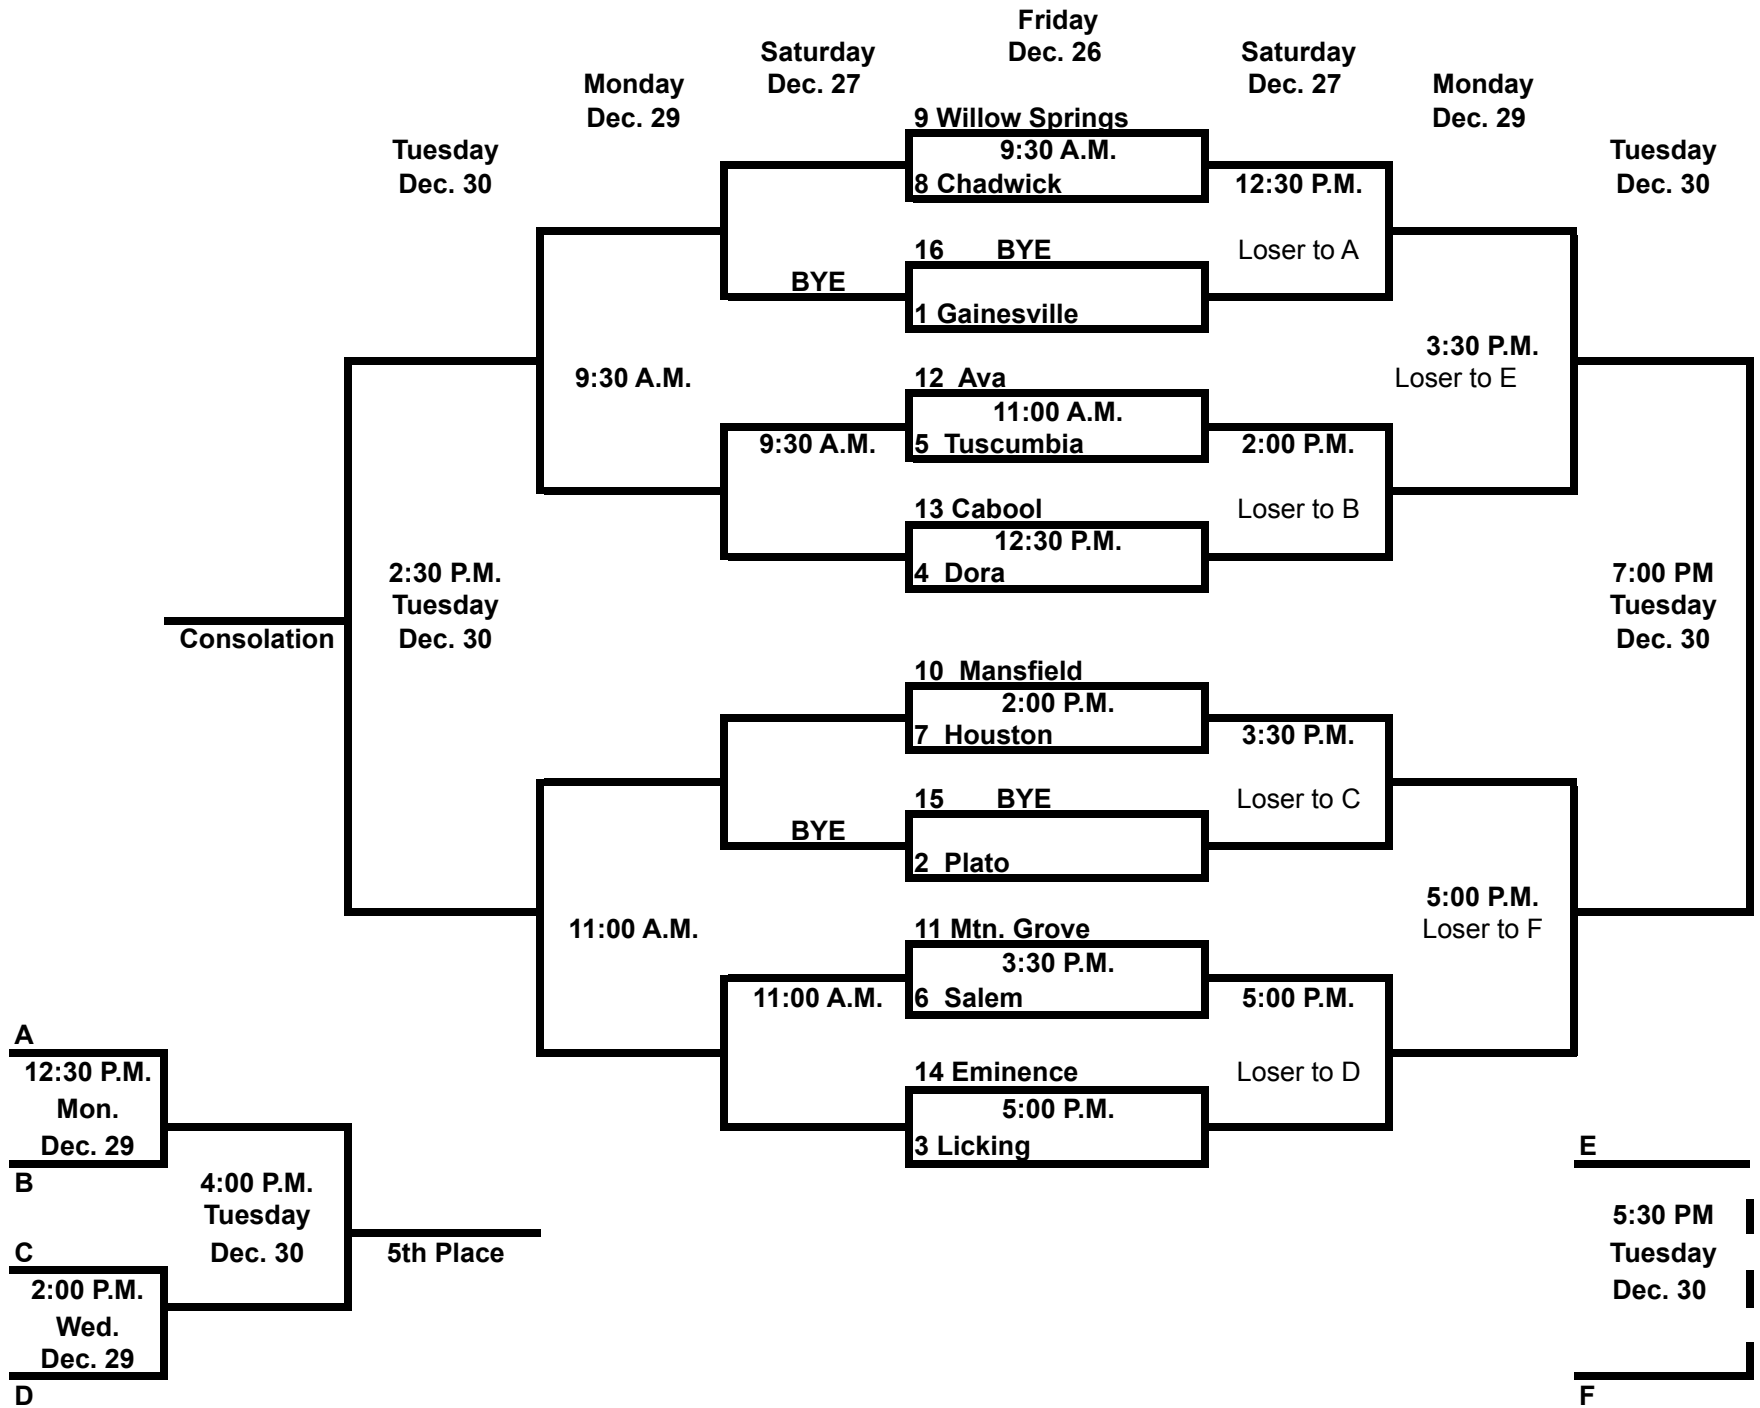 Friday
Dec. 26
Saturday
Dec. 27
Saturday
Dec. 27
Monday
Dec. 29
Monday
Dec. 29
Tuesday
Dec. 30
Tuesday
Dec. 30
9 Willow Springs
9:30 A.M.
8 Chadwick
12:30 P.M.
16 BYE
Loser to A
BYE
1 Gainesville
3:30 P.M.
Loser to E
9:30 A.M.
12 Ava
11:00 A.M.
9:30 A.M.
5 Tuscumbia
2:00 P.M.
13 Cabool
Loser to B
12:30 P.M.
4 Dora
2:30 P.M.
Tuesday
Dec. 30
7:00 PM
Tuesday
Dec. 30
Consolation
10 Mansfield
2:00 P.M.
7 Houston
3:30 P.M.
15 BYE
Loser to C
BYE
2 Plato
5:00 P.M.
Loser to F
11:00 A.M.
11 Mtn. Grove
3:30 P.M.
11:00 A.M.
6 Salem
5:00 P.M.
14 Eminence
Loser to D
5:00 P.M.
3 Licking
A
12:30 P.M.
Mon.
Dec. 29
B
4:00 P.M.
Tuesday
Dec. 30
5th Place
C
2:00 P.M.
Wed.
Dec. 29
D
E
5:30 PM
Tuesday
Dec. 30
F